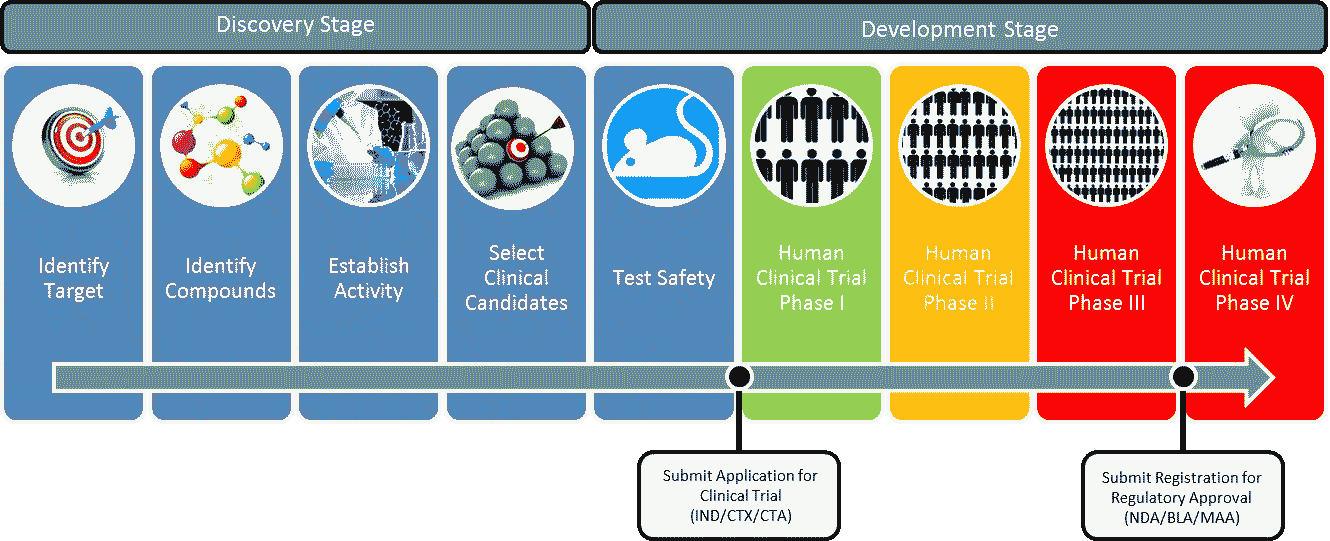 Discovery Stage
Development Stage
Identify
Target
Identify
Compounds
Establish
Activity
Select
Clinical
Candidates
Test Safety
Human
Clinical Trial
Phase I
Human
Clinical Trial
Phase II
Human
Clinical Trial
Phase III
Human
Clinical Trial
Phase IV
Submit Application for
Clinical Trial
(IND/CTX/CTA)
Submit Registration for
Regulatory Approval
(NDA/BLA/MAA)